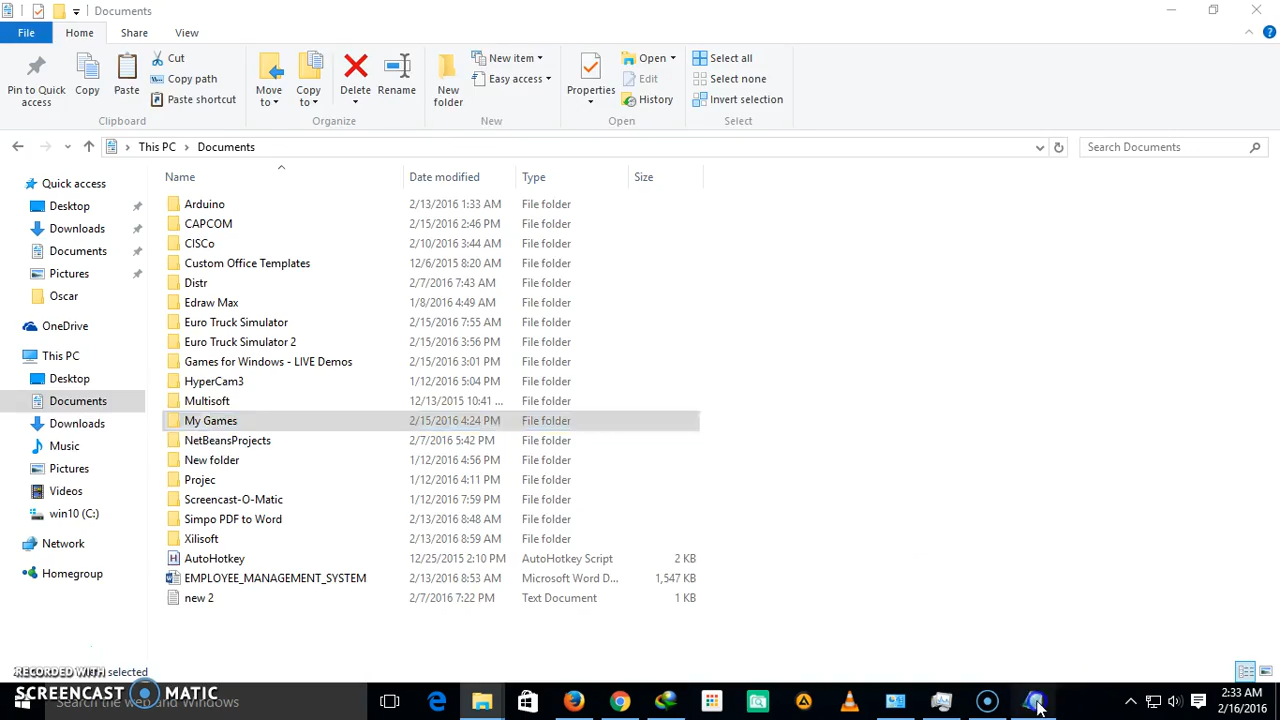 Documents
File Home Share View
Pin to Quick access
Copy
Paste
Cut
Copy path
Paste shortcut
Clipboard
Move to
Copy to
Delete
Rename
Organize
New folder
New item
Easy access
New
Properties
Open
Edit
History
Open
Select all
Select none
Invert selection
Select
This PC > Documents
Search Documents
Quick access
Desktop
Downloads
Documents
Pictures
Oscar
OneDrive
This PC
Desktop
Documents
Downloads
Music
Pictures
Videos
win10 (C:)
Network
Homegroup
Name Date modified Type Size
Arduino 2/13/2016 1:33 AM File folder
CAPCOM 2/15/2016 2:46 PM File folder
CISCo 2/10/2016 3:44 AM File folder
Custom Office Templates 12/6/2015 8:20 AM File folder
Distr 2/7/2016 7:43 AM File folder
Edraw Max 1/8/2016 4:49 AM File folder
Euro Truck Simulator 2/15/2016 7:55 AM File folder
Euro Truck Simulator 2 2/15/2016 3:56 PM File folder
Games for Windows - LIVE Demos 2/15/2016 3:01 PM File folder
HyperCam3 1/12/2016 5:04 PM File folder
Multisoft 12/13/2015 10:41 ... File folder
My Games 2/15/2016 4:24 PM File folder
NetBeansProjects 2/7/2016 5:42 PM File folder
New folder 1/12/2016 4:56 PM File folder
Projec 1/12/2016 4:11 PM File folder
Screencast-O-Matic 1/12/2016 7:59 PM File folder
Simpo PDF to Word 2/13/2016 8:48 AM File folder
Xilisoft 2/13/2016 8:59 AM File folder
AutoHotkey 12/25/2015 2:10 PM AutoHotkey Script 2 KB
EMPLOYEE_MANAGEMENT_SYSTEM 2/13/2016 8:53 AM Microsoft Word D... 1,547 KB
new 2 2/7/2016 7:22 PM Text Document 1 KB
RECORDED WITH selected
SCREENCAST MATIC
Search the web and Windows
2:33 AM
2/16/2016